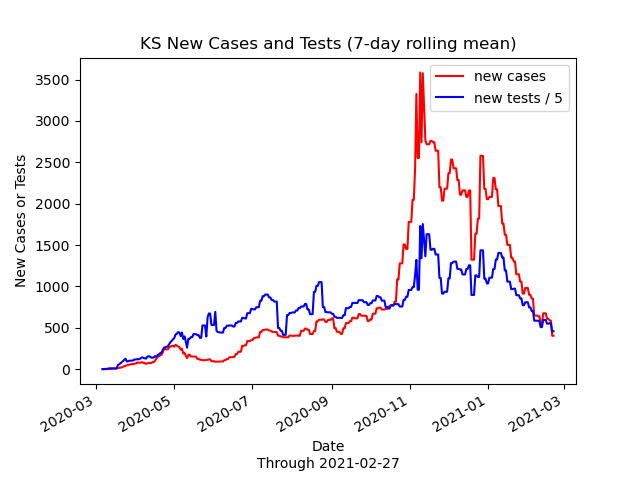 KS New Cases and Tests (7-day rolling mean)
new cases
new tests / 5
New Cases or Tests
3500
3000
2500
2000
1500
1000
500
0
2020-03
2020-05
2020-07
2020-09
2020-11
2021-01
2021-03
Date
Through 2021-02-27